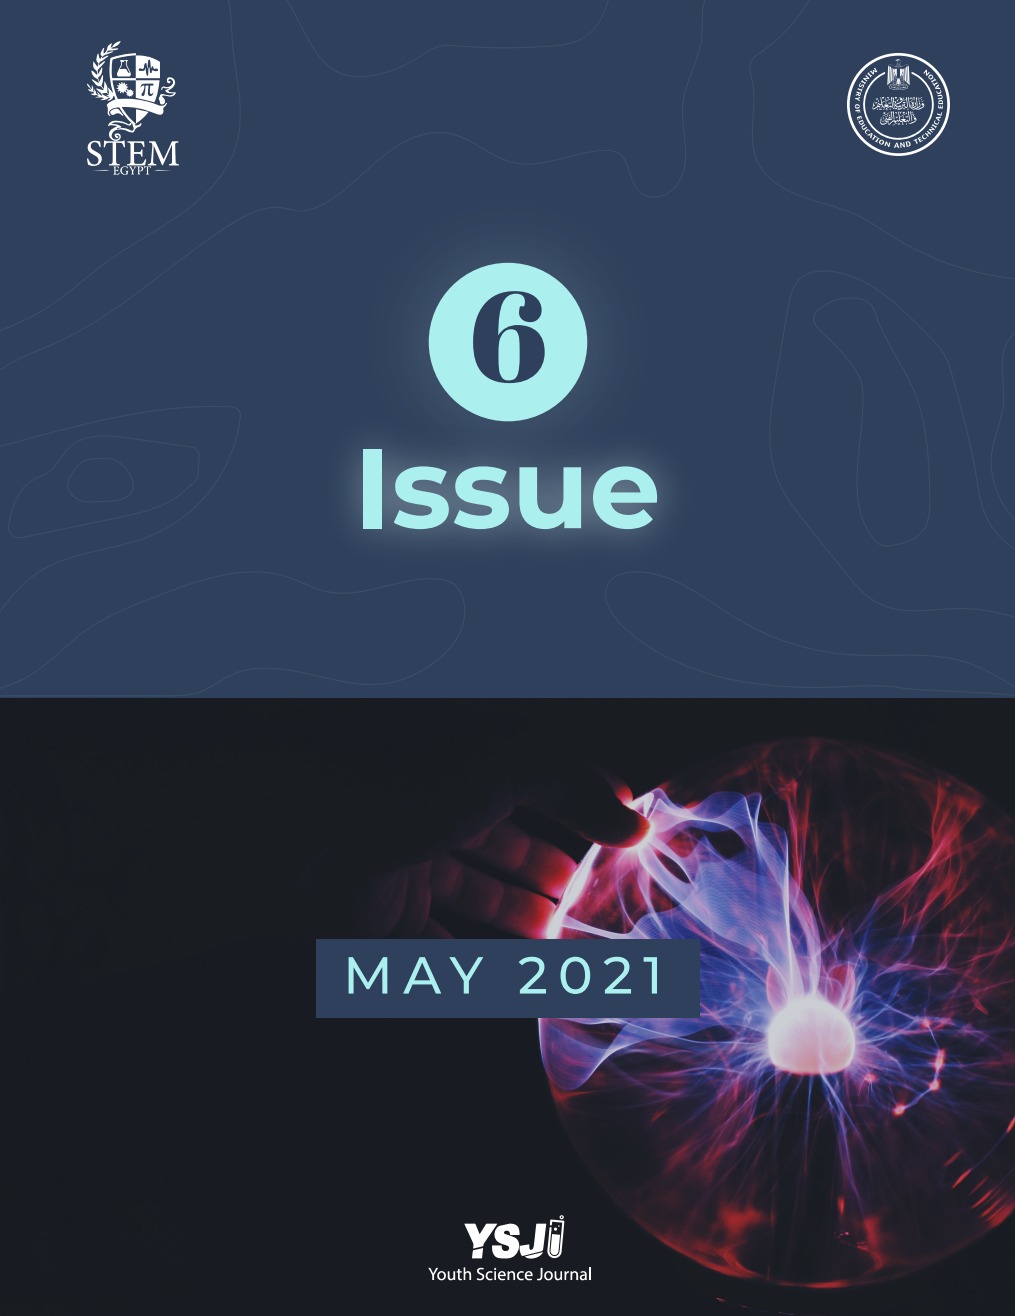 STEM
EGYPT
π
MINISTRY OF EDUCATION AND TECHNICAL EDUCATION
وزارة التربية والتعليم
والتعليم الفني
6
Issue
MAY 2021
YSJ
Youth Science Journal